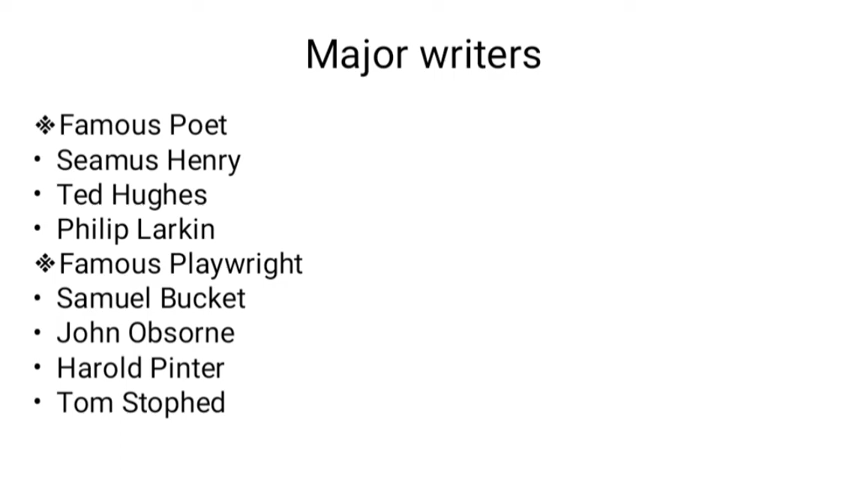 Major writers
❖Famous Poet
• Seamus Henry
• Ted Hughes
• Philip Larkin
❖Famous Playwright
• Samuel Bucket
• John Obsorne
• Harold Pinter
• Tom Stophed